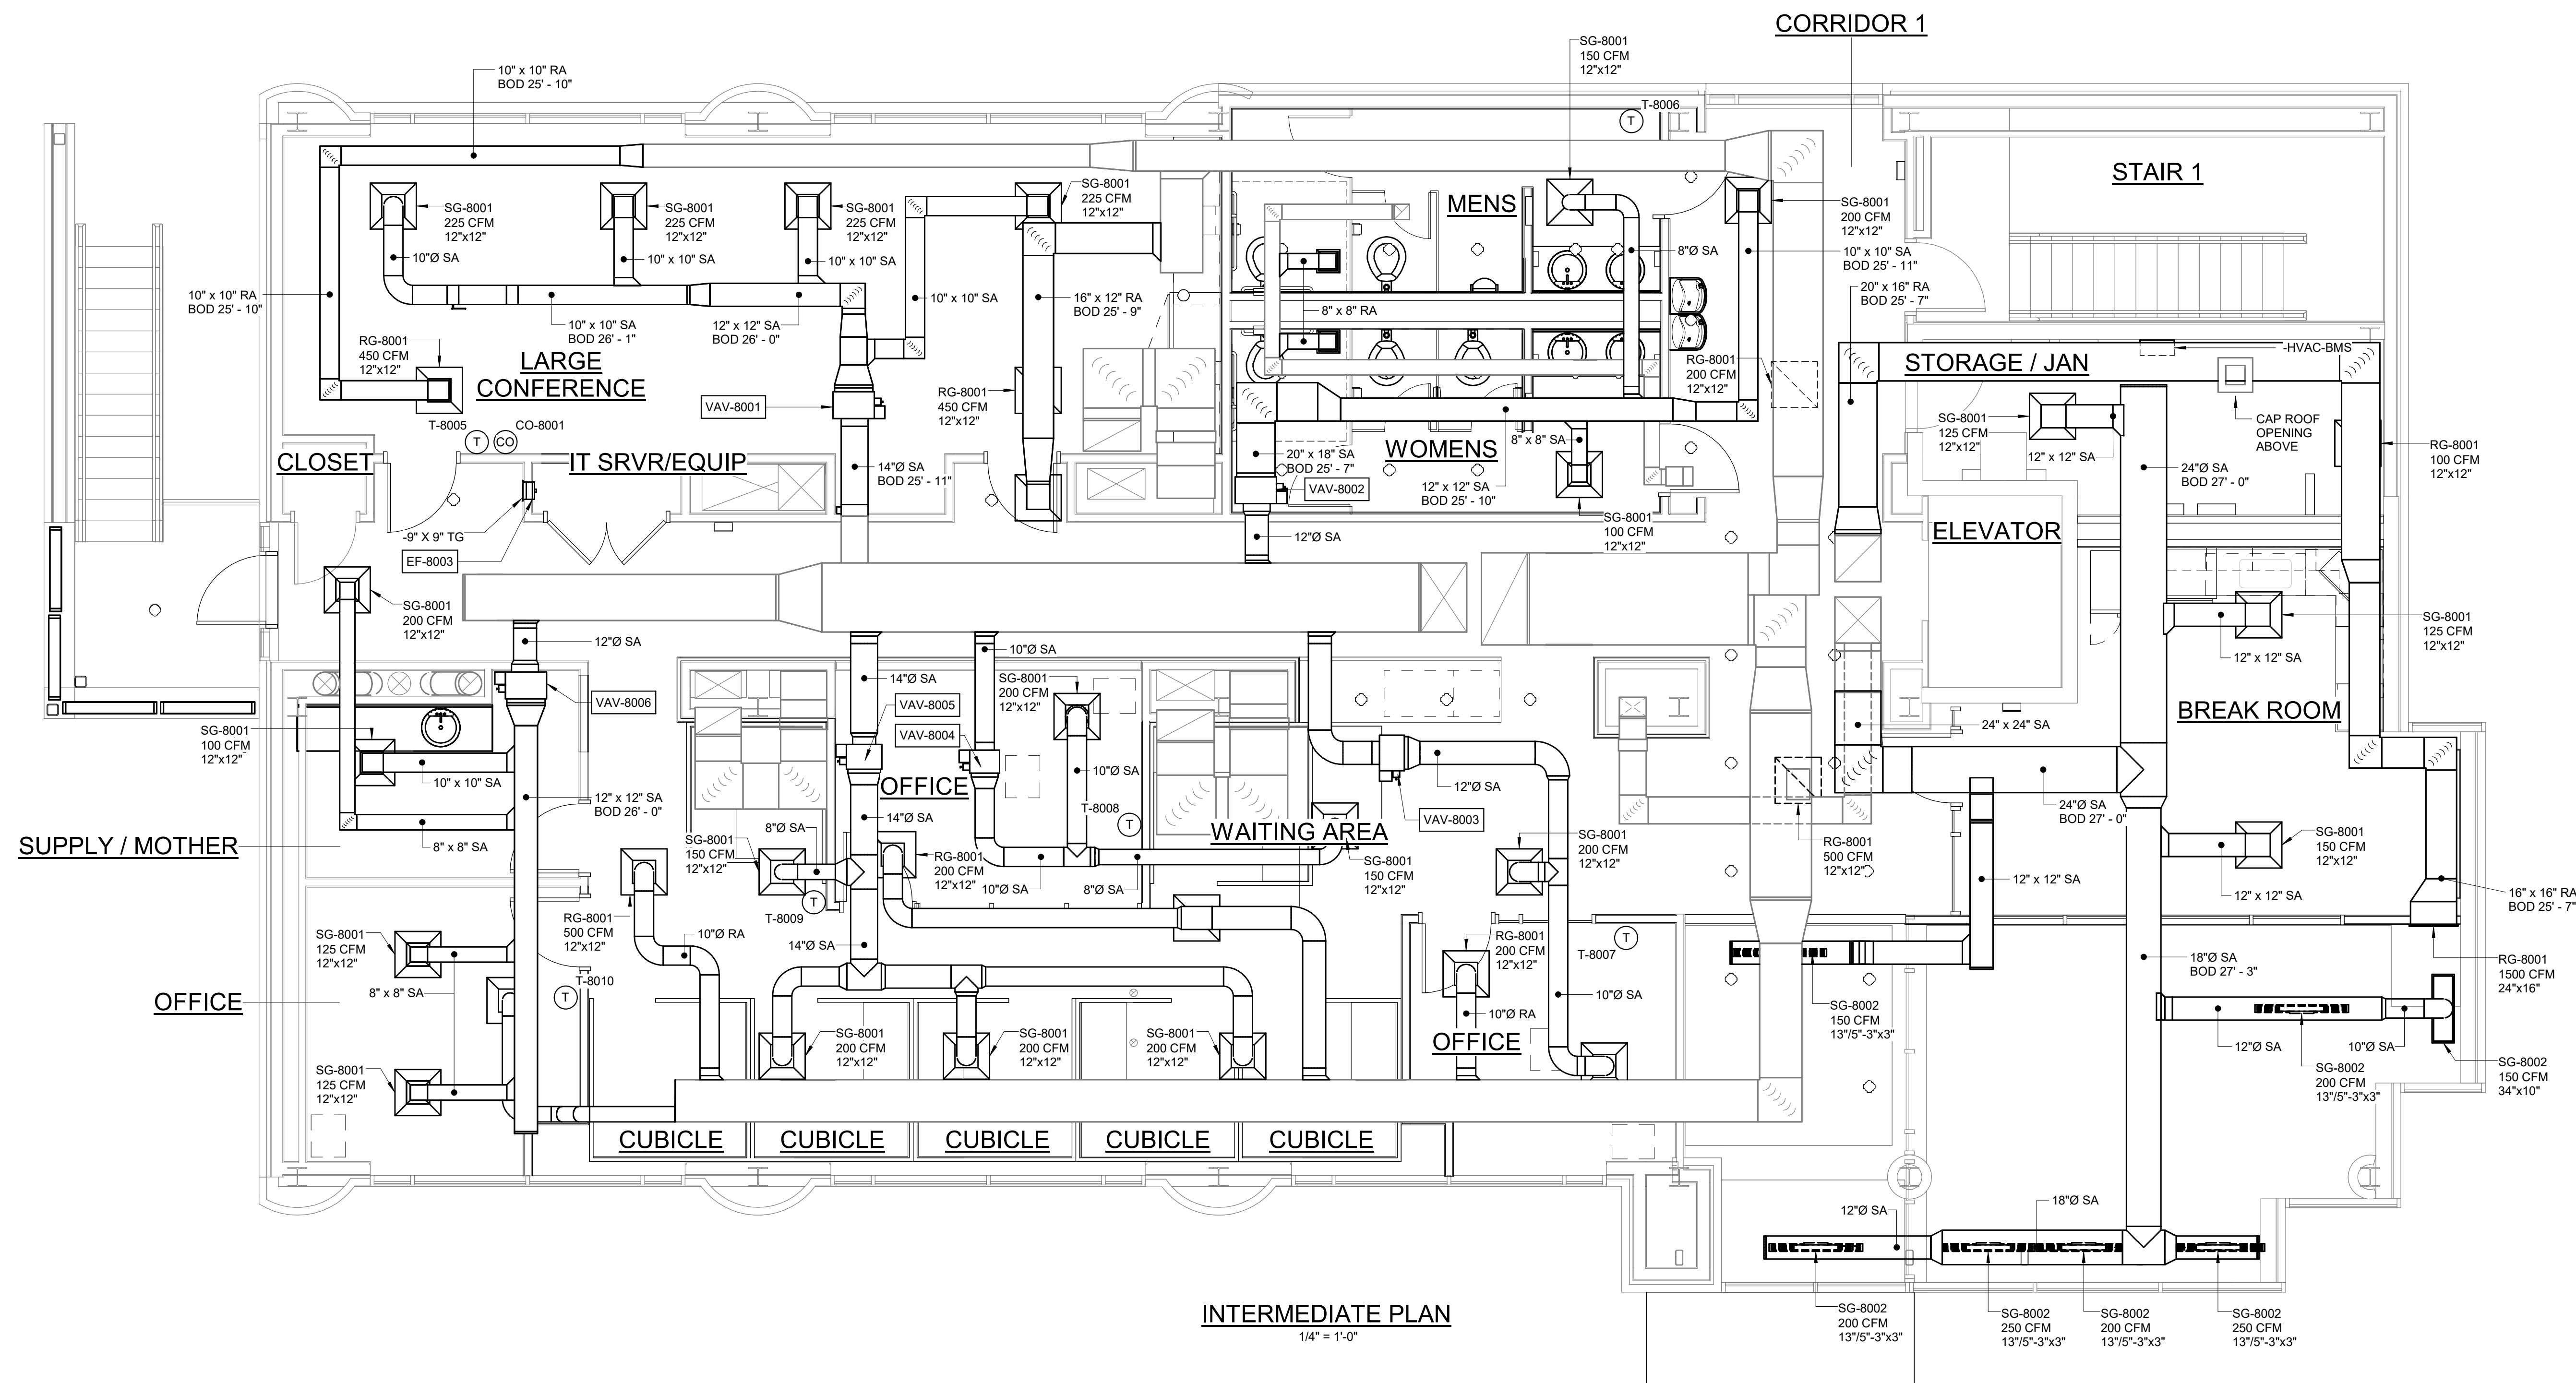 CORRIDOR 1
SG-8001
150 CFM
12"x12"
10" x 10" RA
BOD 25' - 10"
T-8006
T
STAIR 1
MENS
SG-8001
225 CFM
12"x12"
SG-8001
225 CFM
12"x12"
SG-8001
225 CFM
12"x12"
SG-8001
225 CFM
12"x12"
SG-8001
200 CFM
12"x12"
10"Ø SA
10" x 10" SA
10" x 10" SA
8"Ø SA
10" x 10" SA
BOD 25' - 11"
10" x 10" RA
BOD 25' - 10"
10" x 10" SA
16" x 12" RA
BOD 25' - 9"
20" x 16" RA
BOD 25' - 7"
10" x 10" SA
BOD 26' - 1"
12" x 12" SA
BOD 26' - 0"
8" x 8" RA
RG-8001
450 CFM
12"x12"
LARGE
CONFERENCE
RG-8001
200 CFM
12"x12"
STORAGE / JAN
-HVAC-BMS
VAV-8001
RG-8001
450 CFM
12"x12"
T-8005
CO-8001
T
CO
SG-8001
125 CFM
12"x12"
12" x 12" SA
CAP ROOF
OPENING
ABOVE
RG-8001
100 CFM
12"x12"
CLOSET
IT SRVR/EQUIP
14"Ø SA
BOD 25' - 11"
20" x 18" SA
BOD 25' - 7"
WOMENS
8" x 8" SA
24"Ø SA
BOD 27' - 0"
VAV-8002
12" x 12" SA
BOD 25' - 10"
SG-8001
100 CFM
12"x12"
-9" X 9" TG
EF-8003
12"Ø SA
ELEVATOR
SG-8001
200 CFM
12"x12"
12"Ø SA
10"Ø SA
SG-8001
125 CFM
12"x12"
12" x 12" SA
14"Ø SA
SG-8001
200 CFM
12"x12"
VAV-8006
VAV-8005
VAV-8004
BREAK ROOM
24" x 24" SA
SG-8001
100 CFM
12"x12"
10" x 10" SA
OFFICE
10"Ø SA
12"Ø SA
12" x 12" SA
BOD 26' - 0"
T-8008
T
24"Ø SA
BOD 27' - 0"
14"Ø SA
VAV-8003
8"Ø SA
WAITING AREA
SUPPLY / MOTHER
8" x 8" SA
SG-8001
150 CFM
12"x12"
RG-8001
200 CFM
12"x12"
10"Ø SA
8"Ø SA
SG-8001
150 CFM
12"x12"
SG-8001
200 CFM
12"x12"
RG-8001
500 CFM
12"x12"
SG-8001
150 CFM
12"x12"
12" x 12" SA
12" x 12" SA
16" x 16" RA
BOD 25' - 7"
T
T-8009
RG-8001
500 CFM
12"x12"
10"Ø RA
14"Ø SA
SG-8001
125 CFM
12"x12"
RG-8001
200 CFM
12"x12"
T
T-8007
18"Ø SA
BOD 27' - 3"
RG-8001
1500 CFM
24"x16"
8" x 8" SA
T-8010
T
OFFICE
10"Ø SA
10"Ø RA
SG-8002
150 CFM
13"/5"-3"x3"
OFFICE
12"Ø SA
10"Ø SA
SG-8001
200 CFM
12"x12"
SG-8001
200 CFM
12"x12"
SG-8001
200 CFM
12"x12"
SG-8001
125 CFM
12"x12"
SG-8002
200 CFM
13"/5"-3"x3"
SG-8002
150 CFM
34"x10"
CUBICLE
CUBICLE
CUBICLE
CUBICLE
CUBICLE
12"Ø SA
18"Ø SA
INTERMEDIATE PLAN
1/4" = 1'-0"
SG-8002
200 CFM
13"/5"-3"x3"
SG-8002
250 CFM
13"/5"-3"x3"
SG-8002
200 CFM
13"/5"-3"x3"
SG-8002
250 CFM
13"/5"-3"x3"